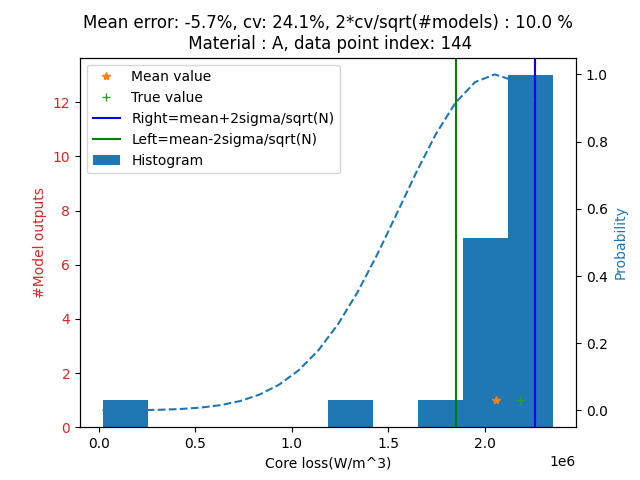 Mean error: -5.7%, cv: 24.1%, 2*cv/sqrt(#models) : 10.0 %
Material : A, data point index: 144
Mean value
True value
Right=mean+2sigma/sqrt(N)
Left=mean-2sigma/sqrt(N)
Histogram
#Model outputs
12
10
8
6
4
2
0
1.0
0.8
0.6
0.4
0.2
0.0
Probability
0.0 0.5 1.0 1.5 2.0
1e6
Core loss(W/m^3)